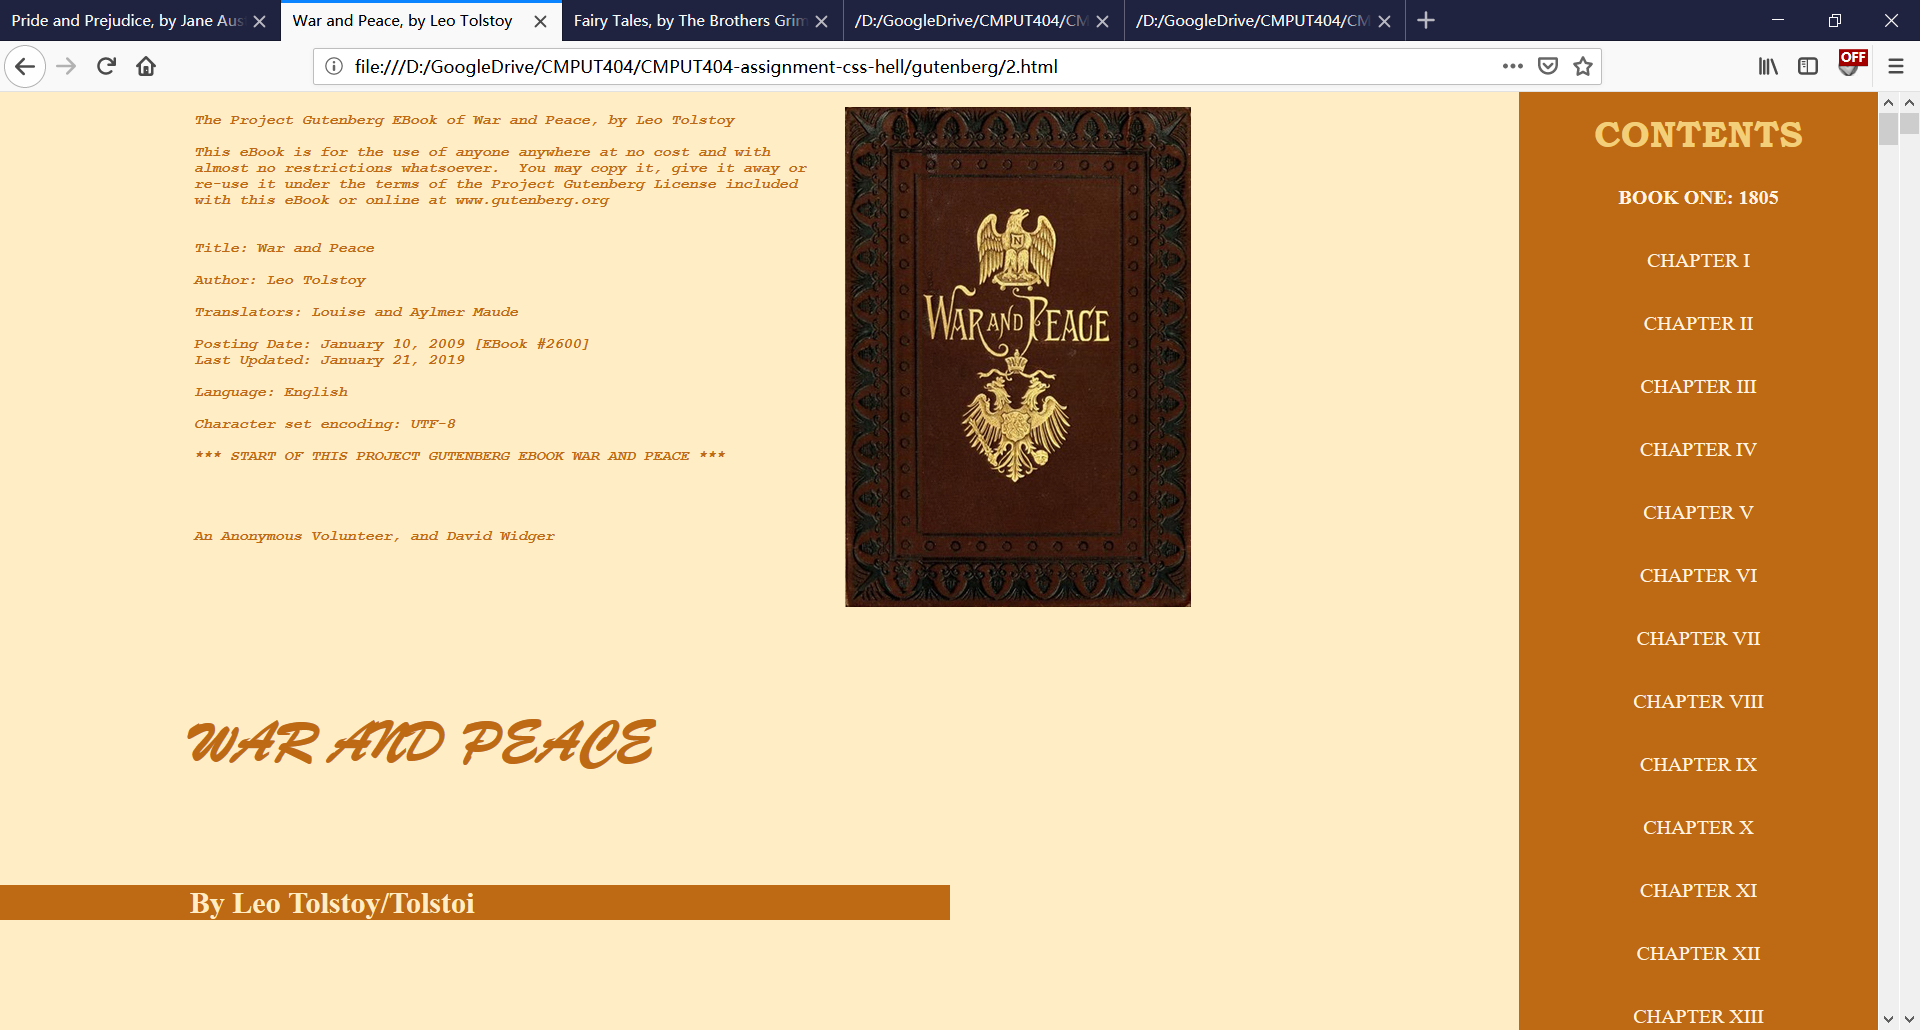 Pride and Prejudice, by Jane Aus
War and Peace, by Leo Tolstoy
Fairy Tales, by The Brothers Grim
/D:/GoogleDrive/CMPUT404/CM
/D:/GoogleDrive/CMPUT404/CM
file:///D:/GoogleDrive/CMPUT404/CMPUT404-assignment-css-hell/gutenberg/2.html
OFF
The Project Gutenberg EBook of War and Peace, by Leo Tolstoy
This eBook is for the use of anyone anywhere at no cost and with
almost no restrictions whatsoever.  You may copy it, give it away or
re-use it under the terms of the Project Gutenberg License included
with this eBook or online at www.gutenberg.org
Title: War and Peace
Author: Leo Tolstoy
Translators: Louise and Aylmer Maude
Posting Date: January 10, 2009 [EBook #2600]
Last Updated: January 21, 2019
Language: English
Character set encoding: UTF-8
*** START OF THIS PROJECT GUTENBERG EBOOK WAR AND PEACE ***
An Anonymous Volunteer, and David Widger
N
WAR AND PEACE
WAR AND PEACE
By Leo Tolstoy/Tolstoi
CONTENTS
BOOK ONE: 1805
CHAPTER I
CHAPTER II
CHAPTER III
CHAPTER IV
CHAPTER V
CHAPTER VI
CHAPTER VII
CHAPTER VIII
CHAPTER IX
CHAPTER X
CHAPTER XI
CHAPTER XII
CHAPTER XIII